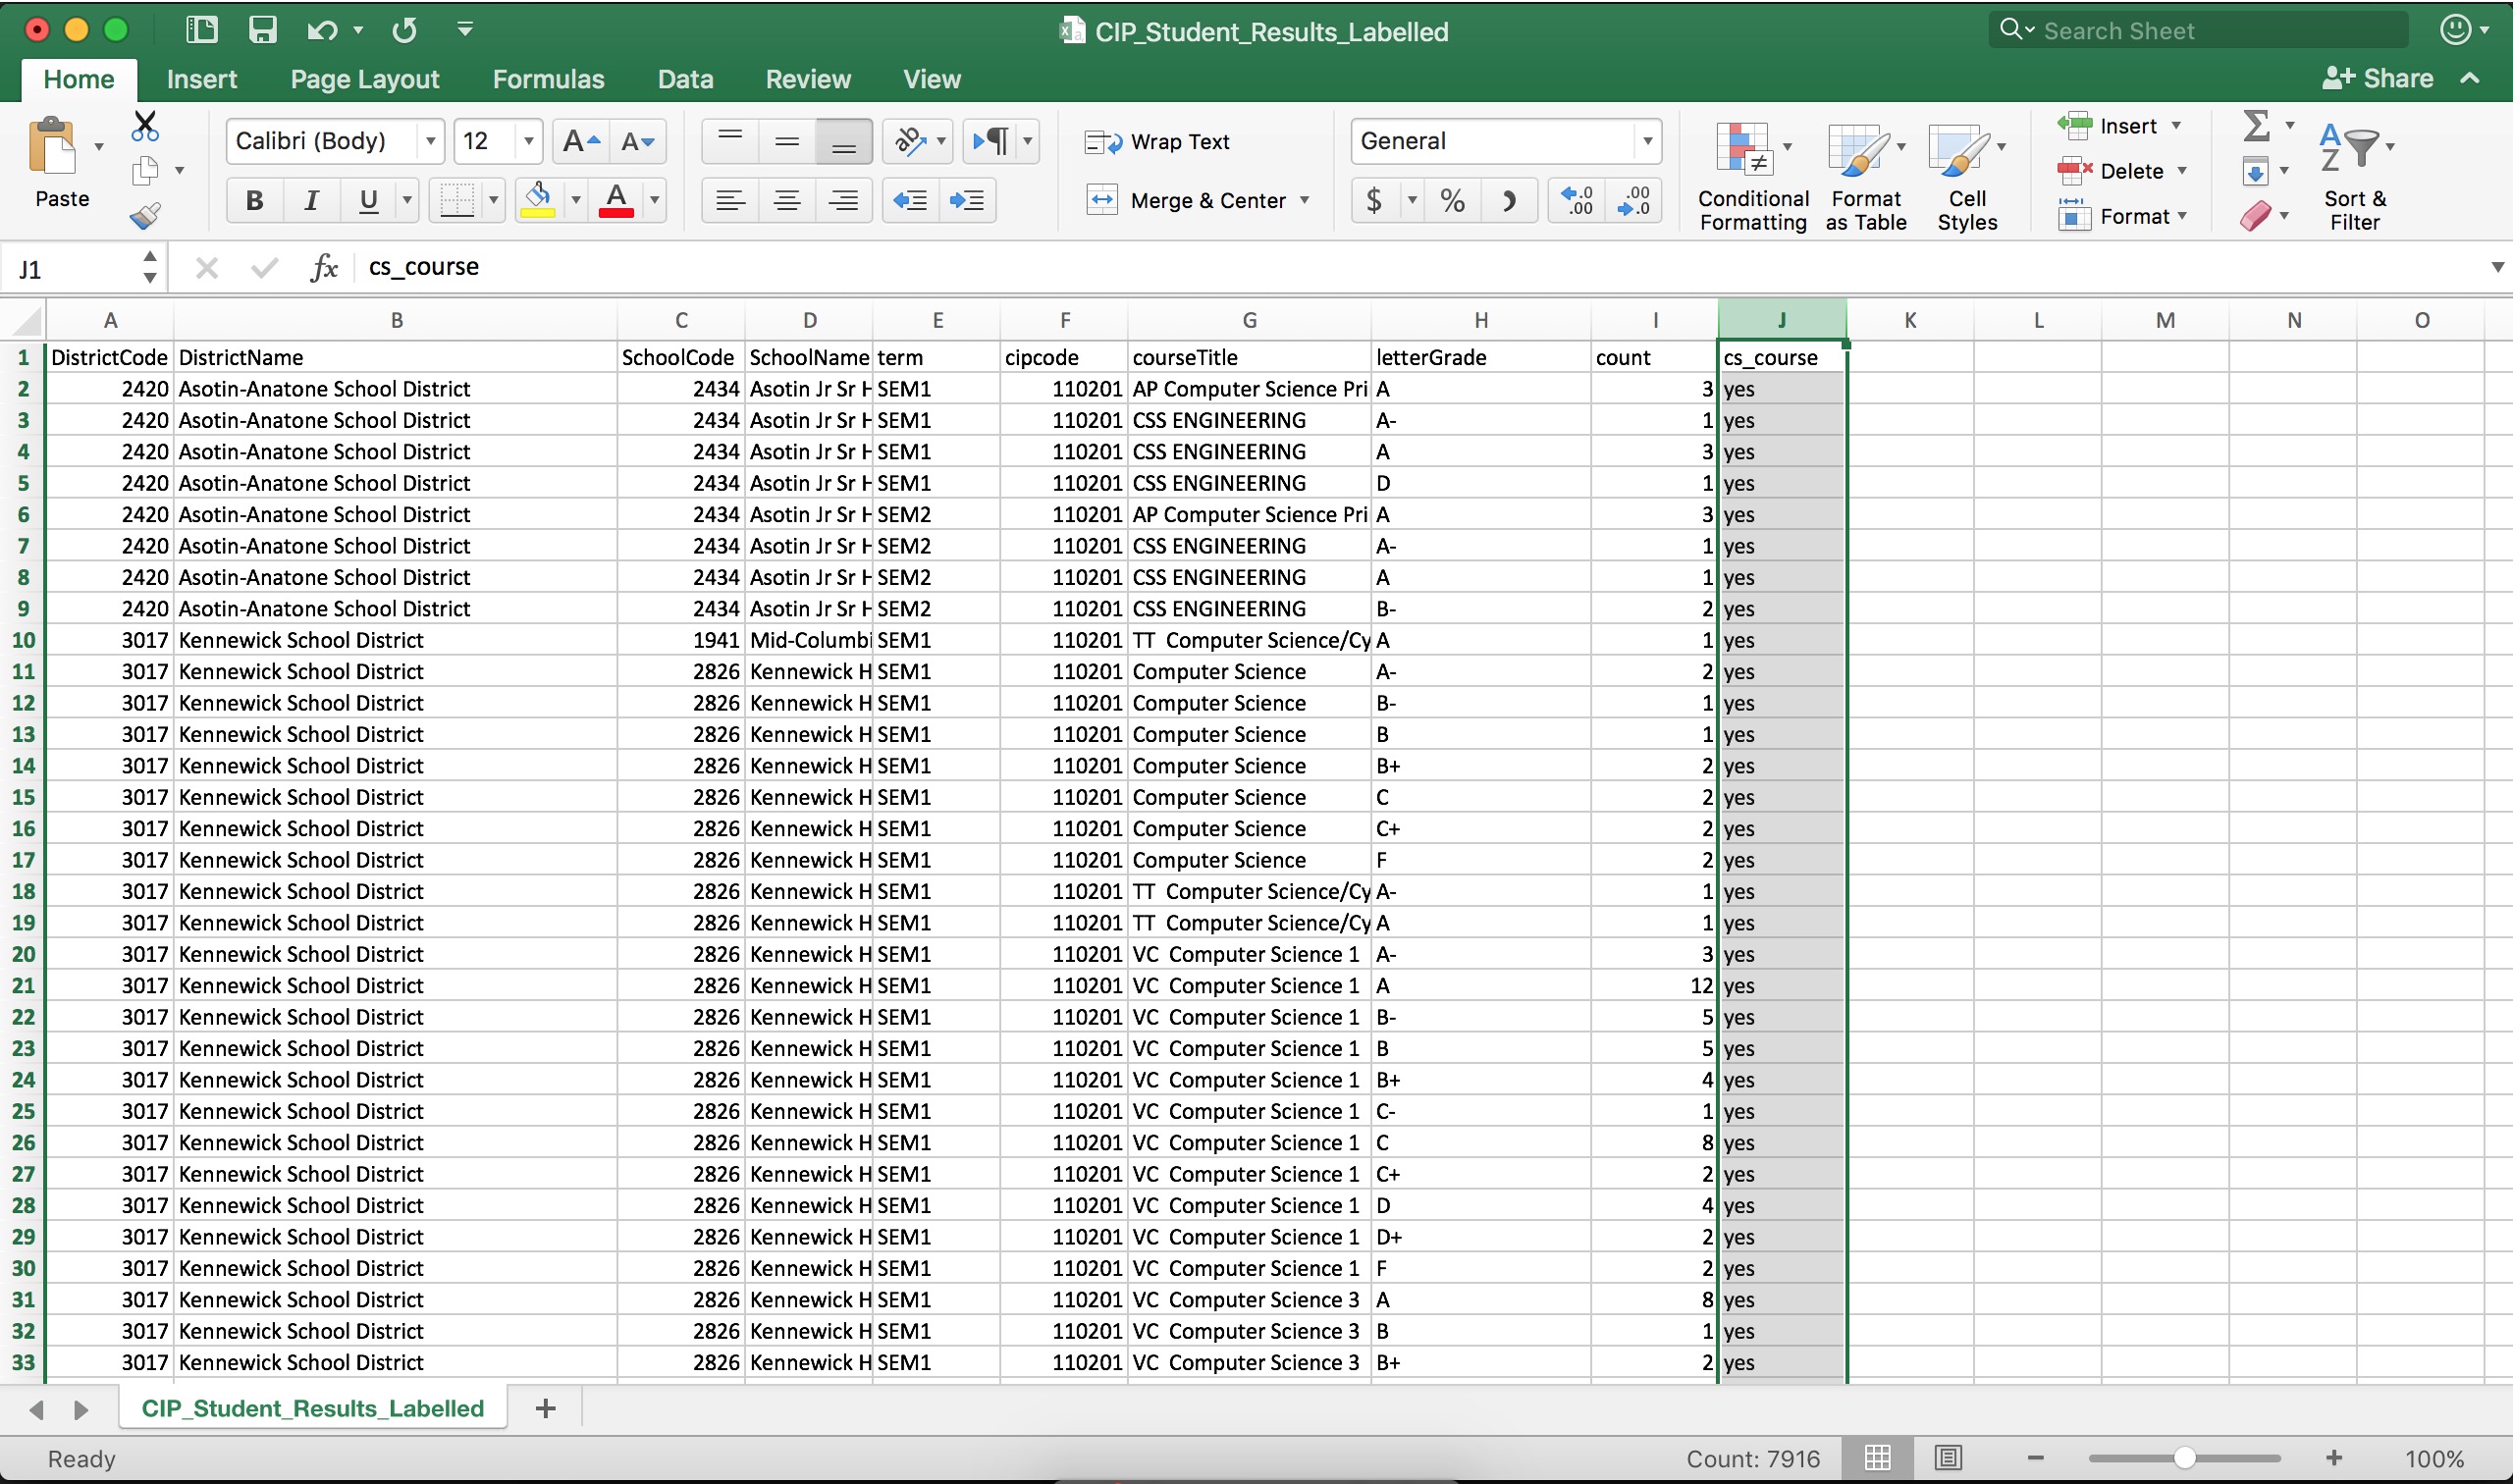 CIP_Student_Results_Labelled
Search Sheet
Home Insert Page Layout Formulas Data Review View Share
Paste
Calibri (Body) 12 A A
B I U A
Wrap Text
Merge & Center
General
$ % .0 .00 .00 .0
Conditional Formatting
Format as Table
Cell Styles
Insert
Delete
Format
Sort & Filter
J1 fx cs_course
A B C D E F G H I J K L M N O
1 DistrictCode DistrictName SchoolCode SchoolName term cipcode courseTitle letterGrade count cs_course
2 2420 Asotin-Anatone School District 2434 Asotin Jr Sr H SEM1 110201 AP Computer Science Pri A 3 yes
3 2420 Asotin-Anatone School District 2434 Asotin Jr Sr H SEM1 110201 CSS ENGINEERING A- 1 yes
4 2420 Asotin-Anatone School District 2434 Asotin Jr Sr H SEM1 110201 CSS ENGINEERING A 3 yes
5 2420 Asotin-Anatone School District 2434 Asotin Jr Sr H SEM1 110201 CSS ENGINEERING D 1 yes
6 2420 Asotin-Anatone School District 2434 Asotin Jr Sr H SEM2 110201 AP Computer Science Pri A 3 yes
7 2420 Asotin-Anatone School District 2434 Asotin Jr Sr H SEM2 110201 CSS ENGINEERING A- 1 yes
8 2420 Asotin-Anatone School District 2434 Asotin Jr Sr H SEM2 110201 CSS ENGINEERING A 1 yes
9 2420 Asotin-Anatone School District 2434 Asotin Jr Sr H SEM2 110201 CSS ENGINEERING B- 2 yes
10 3017 Kennewick School District 1941 Mid-Columbi SEM1 110201 TT Computer Science/Cy A 1 yes
11 3017 Kennewick School District 2826 Kennewick H SEM1 110201 Computer Science A- 2 yes
12 3017 Kennewick School District 2826 Kennewick H SEM1 110201 Computer Science B- 1 yes
13 3017 Kennewick School District 2826 Kennewick H SEM1 110201 Computer Science B 1 yes
14 3017 Kennewick School District 2826 Kennewick H SEM1 110201 Computer Science B+ 2 yes
15 3017 Kennewick School District 2826 Kennewick H SEM1 110201 Computer Science C 2 yes
16 3017 Kennewick School District 2826 Kennewick H SEM1 110201 Computer Science C+ 2 yes
17 3017 Kennewick School District 2826 Kennewick H SEM1 110201 Computer Science F 2 yes
18 3017 Kennewick School District 2826 Kennewick H SEM1 110201 TT Computer Science/Cy A- 1 yes
19 3017 Kennewick School District 2826 Kennewick H SEM1 110201 TT Computer Science/Cy A 1 yes
20 3017 Kennewick School District 2826 Kennewick H SEM1 110201 VC Computer Science 1 A- 3 yes
21 3017 Kennewick School District 2826 Kennewick H SEM1 110201 VC Computer Science 1 A 12 yes
22 3017 Kennewick School District 2826 Kennewick H SEM1 110201 VC Computer Science 1 B- 5 yes
23 3017 Kennewick School District 2826 Kennewick H SEM1 110201 VC Computer Science 1 B 5 yes
24 3017 Kennewick School District 2826 Kennewick H SEM1 110201 VC Computer Science 1 B+ 4 yes
25 3017 Kennewick School District 2826 Kennewick H SEM1 110201 VC Computer Science 1 C- 1 yes
26 3017 Kennewick School District 2826 Kennewick H SEM1 110201 VC Computer Science 1 C 8 yes
27 3017 Kennewick School District 2826 Kennewick H SEM1 110201 VC Computer Science 1 C+ 2 yes
28 3017 Kennewick School District 2826 Kennewick H SEM1 110201 VC Computer Science 1 D 4 yes
29 3017 Kennewick School District 2826 Kennewick H SEM1 110201 VC Computer Science 1 D+ 2 yes
30 3017 Kennewick School District 2826 Kennewick H SEM1 110201 VC Computer Science 1 F 2 yes
31 3017 Kennewick School District 2826 Kennewick H SEM1 110201 VC Computer Science 3 A 8 yes
32 3017 Kennewick School District 2826 Kennewick H SEM1 110201 VC Computer Science 3 B 1 yes
33 3017 Kennewick School District 2826 Kennewick H SEM1 110201 VC Computer Science 3 B+ 2 yes
CIP_Student_Results_Labelled
Ready Count: 7916 100%